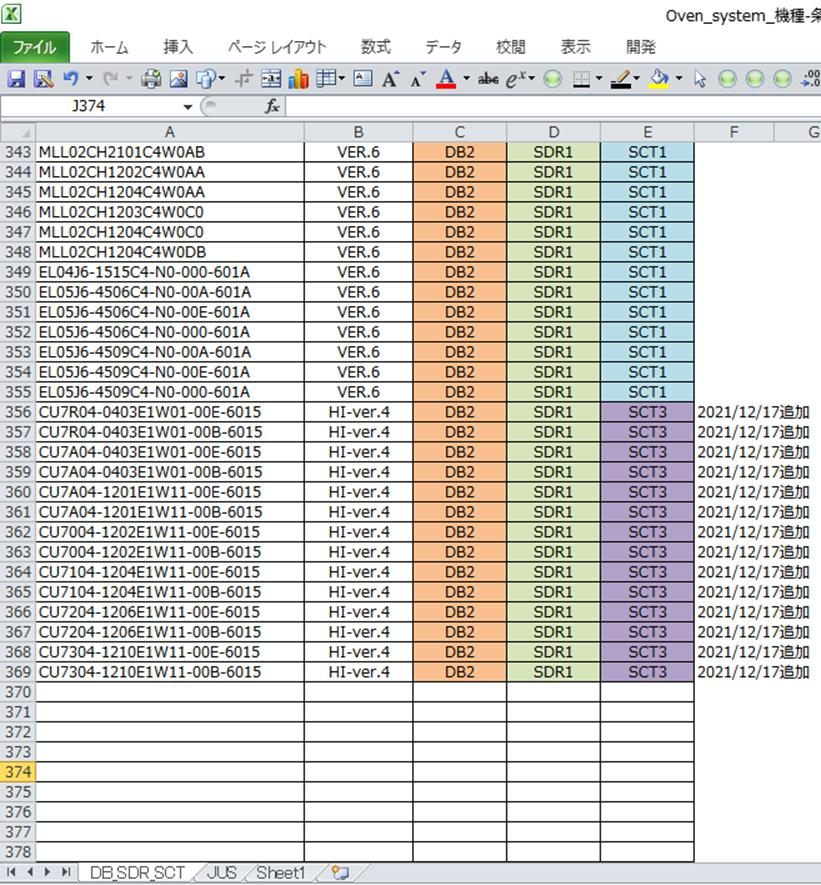 Oven_system_機種-条
ファイル ホーム 挿入 ページ レイアウト 数式 データ 校閲 表示 開発
J374 fx
A B C D E F G
343 MLL02CH2101C4W0AB VER.6 DB2 SDR1 SCT1
344 MLL02CH1202C4W0AA VER.6 DB2 SDR1 SCT1
345 MLL02CH1204C4W0AA VER.6 DB2 SDR1 SCT1
346 MLL02CH1203C4W0C0 VER.6 DB2 SDR1 SCT1
347 MLL02CH1204C4W0C0 VER.6 DB2 SDR1 SCT1
348 MLL02CH1204C4W0DB VER.6 DB2 SDR1 SCT1
349 EL04J6-1515C4-N0-000-601A VER.6 DB2 SDR1 SCT1
350 EL05J6-4506C4-N0-00A-601A VER.6 DB2 SDR1 SCT1
351 EL05J6-4506C4-N0-00E-601A VER.6 DB2 SDR1 SCT1
352 EL05J6-4506C4-N0-000-601A VER.6 DB2 SDR1 SCT1
353 EL05J6-4509C4-N0-00A-601A VER.6 DB2 SDR1 SCT1
354 EL05J6-4509C4-N0-00E-601A VER.6 DB2 SDR1 SCT1
355 EL05J6-4509C4-N0-000-601A VER.6 DB2 SDR1 SCT1
356 CU7R04-0403E1W01-00E-6015 HI-ver.4 DB2 SDR1 SCT3 2021/12/17追加
357 CU7R04-0403E1W01-00B-6015 HI-ver.4 DB2 SDR1 SCT3 2021/12/17追加
358 CU7A04-0403E1W01-00E-6015 HI-ver.4 DB2 SDR1 SCT3 2021/12/17追加
359 CU7A04-0403E1W01-00B-6015 HI-ver.4 DB2 SDR1 SCT3 2021/12/17追加
360 CU7A04-1201E1W11-00E-6015 HI-ver.4 DB2 SDR1 SCT3 2021/12/17追加
361 CU7A04-1201E1W11-00B-6015 HI-ver.4 DB2 SDR1 SCT3 2021/12/17追加
362 CU7004-1202E1W11-00E-6015 HI-ver.4 DB2 SDR1 SCT3 2021/12/17追加
363 CU7004-1202E1W11-00B-6015 HI-ver.4 DB2 SDR1 SCT3 2021/12/17追加
364 CU7104-1204E1W11-00E-6015 HI-ver.4 DB2 SDR1 SCT3 2021/12/17追加
365 CU7104-1204E1W11-00B-6015 HI-ver.4 DB2 SDR1 SCT3 2021/12/17追加
366 CU7204-1206E1W11-00E-6015 HI-ver.4 DB2 SDR1 SCT3 2021/12/17追加
367 CU7204-1206E1W11-00B-6015 HI-ver.4 DB2 SDR1 SCT3 2021/12/17追加
368 CU7304-1210E1W11-00E-6015 HI-ver.4 DB2 SDR1 SCT3 2021/12/17追加
369 CU7304-1210E1W11-00B-6015 HI-ver.4 DB2 SDR1 SCT3 2021/12/17追加
370
371
372
373
374
375
376
377
378
DB_SDR_SCT JUS Sheet1